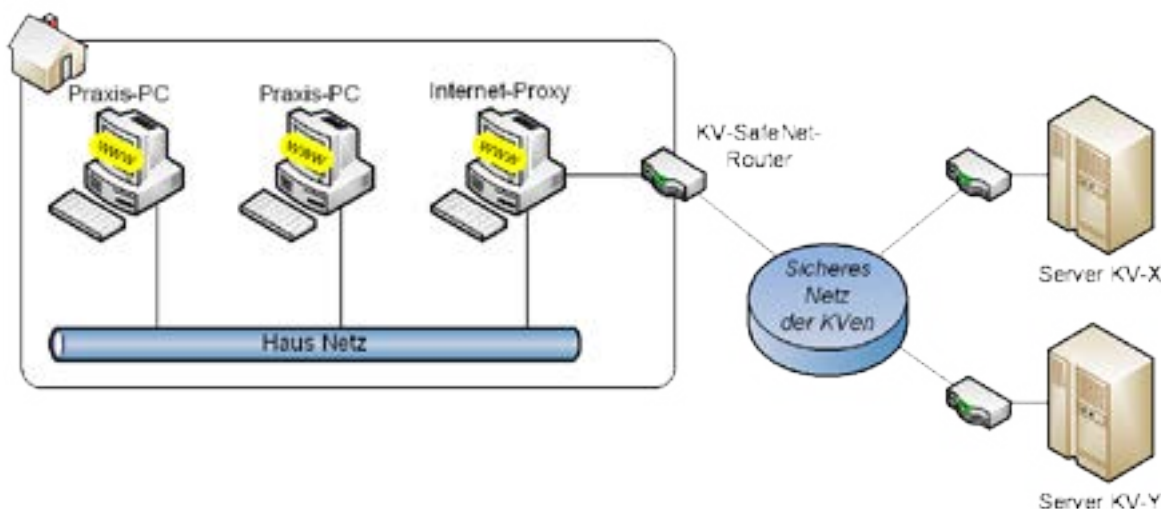 Praxis-PC
Praxis-PC
Internet-Proxy
www
www
www
KV-SafeNet-
Router
Haus Netz
Sicheres
Netz
der KVen
Server KV-X
Server KV-Y